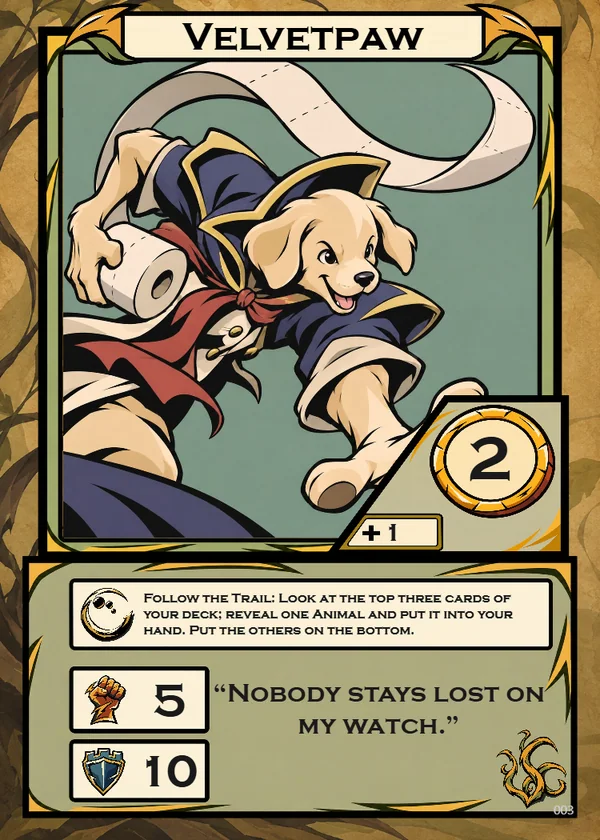 Velvetpaw
2
+ 1
Follow the Trail: Look at the top three cards of
your deck; reveal one Animal and put it into your
hand. Put the others on the bottom.
5
“Nobody stays lost on
my watch.”
10
003